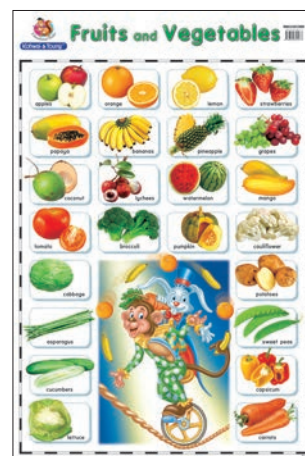 Fruits and Vegetables
apples
orange
lemon
strawberries
papaya
bananas
pineapple
grapes
coconut
lychees
watermelon
mango
tomato
broccoli
pumpkin
cauliflower
cabbage
potatoes
asparagus
sweet peas
cucumbers
capsicum
lettuce
carrots